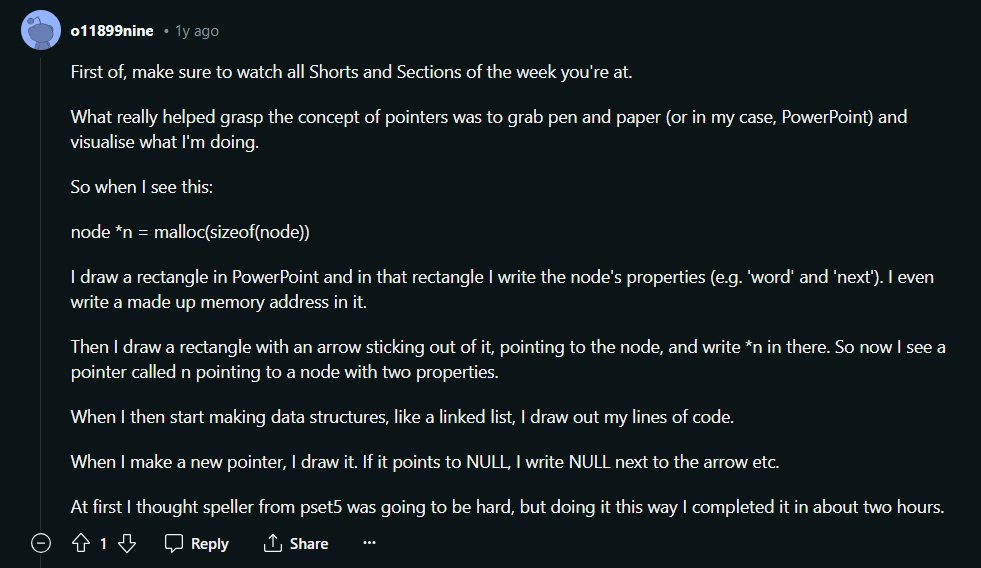 o11899nine • 1y ago
First of, make sure to watch all Shorts and Sections of the week you're at.
What really helped grasp the concept of pointers was to grab pen and paper (or in my case, PowerPoint) and
visualise what I'm doing.
So when I see this:
node *n = malloc(sizeof(node))
I draw a rectangle in PowerPoint and in that rectangle I write the node's properties (e.g. 'word' and 'next'). I even
write a made up memory address in it.
Then I draw a rectangle with an arrow sticking out of it, pointing to the node, and write *n in there. So now I see a
pointer called n pointing to a node with two properties.
When I then start making data structures, like a linked list, I draw out my lines of code.
When I make a new pointer, I draw it. If it points to NULL, I write NULL next to the arrow etc.
At first I thought speller from pset5 was going to be hard, but doing it this way I completed it in about two hours.
1 Reply Share ...